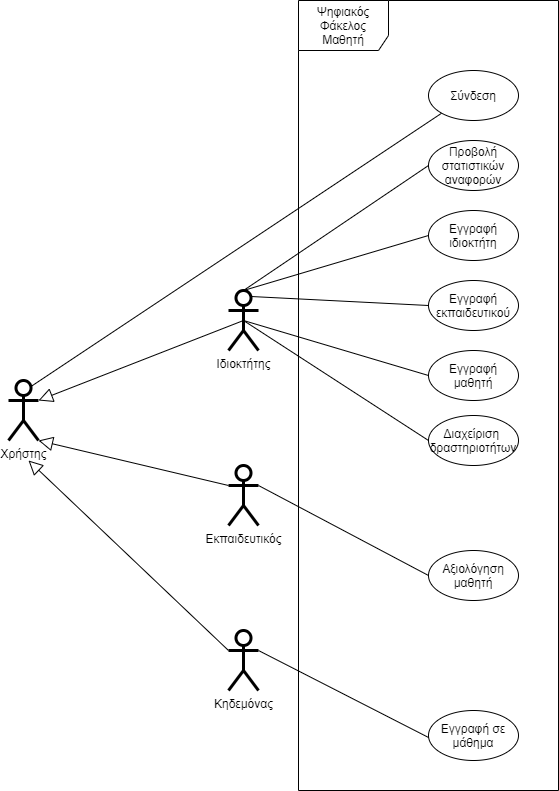 Ψηφιακός
Φάκελος
Μαθητή
Σύνδεση
Προβολή
στατιστικών
αναφορών
Εγγραφή
ιδιοκτήτη
Εγγραφή
εκπαιδευτικού
Ιδιοκτήτης
Εγγραφή
μαθητή
Διαχείριση
δραστηριοτήτων
Χρήστης
Εκπαιδευτικός
Αξιολόγηση
μαθητή
Κηδεμόνας
Εγγραφή σε
μάθημα